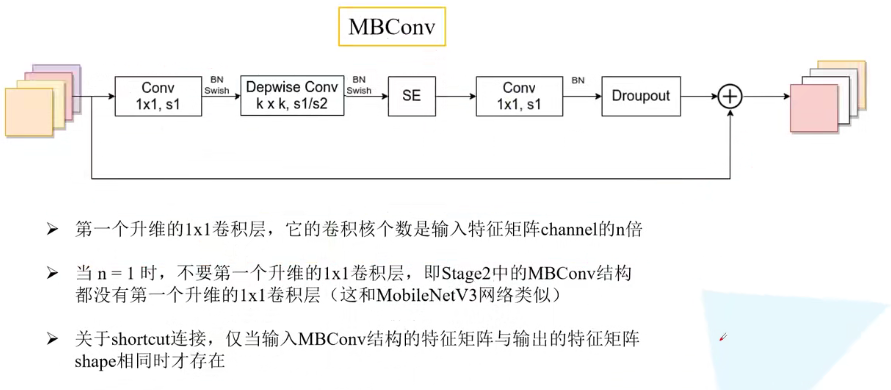 MBConv
Conv
1x1, s1
BN
Swish
Depwise Conv
k x k, s1/s2
BN
Swish
SE
Conv
1x1, s1
BN
Droupout
➢ 第一个升维的1x1卷积层，它的卷积核个数是输入特征矩阵channel的n倍
➢ 当 n = 1 时，不要第一个升维的1x1卷积层，即Stage2中的MBConv结构
都没有第一个升维的1x1卷积层（这和MobileNetV3网络类似）
➢ 关于shortcut连接，仅当输入MBConv结构的特征矩阵与输出的特征矩阵
shape相同时才存在